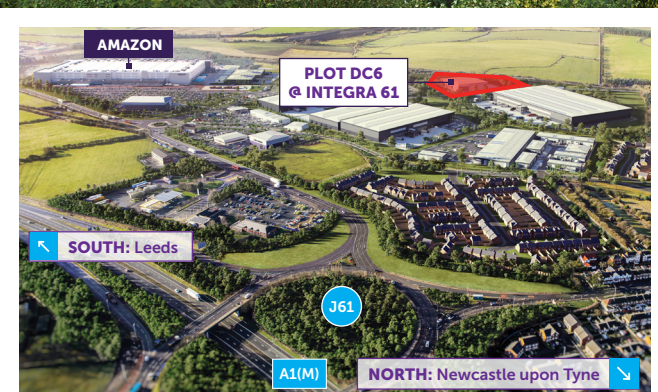 AMAZON
PLOT DC6
@ INTEGRA 61
SOUTH: Leeds
J61
A1(M)
NORTH: Newcastle upon Tyne